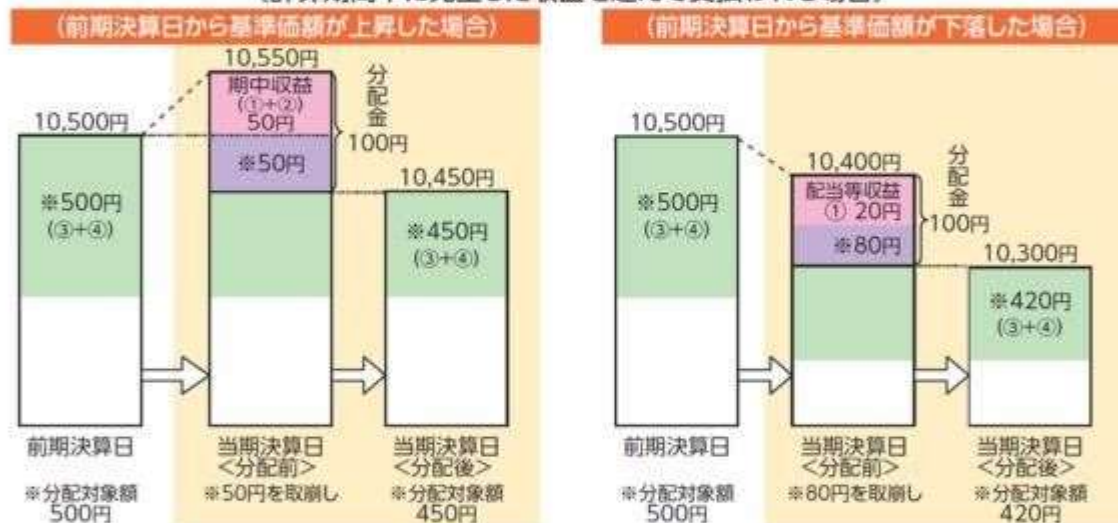 (前期決算日から基準価額が上昇した場合)
10,550円
期中収益
(①+②)
50円
分配金
100円
10,500円
※50円
10,450円
※500円
(③+④)
※450円
(③+④)
前期決算日
当期決算日
<分配前>
当期決算日
<分配後>
※分配対象額
500円
※50円を取崩し
※分配対象額
450円
(前期決算日から基準価額が下落した場合)
10,500円
10,400円
配当等収益
① 20円
分配金
100円
※500円
(③+④)
※80円
10,300円
※420円
(③+④)
前期決算日
当期決算日
<分配前>
当期決算日
<分配後>
※分配対象額
500円
※80円を取崩し
※分配対象額
420円